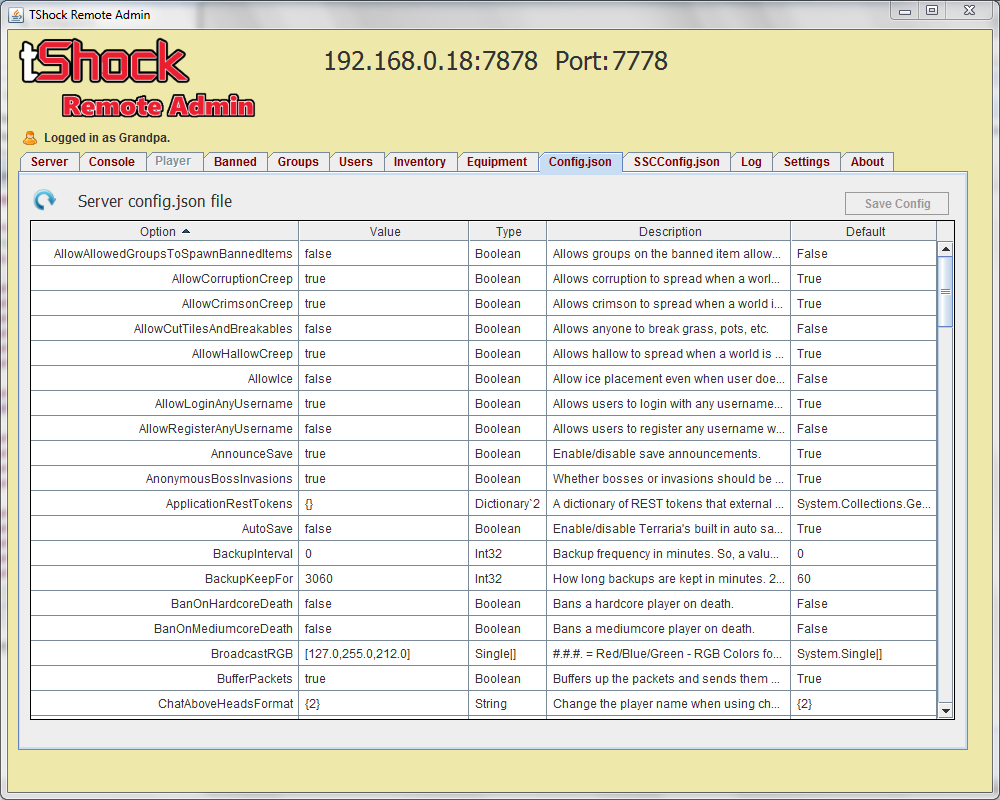 TShock Remote Admin
tShock
Remote Admin
192.168.0.18:7878 Port: 7778
Logged in as Grandpa.
Server Console Player Banned Groups Users Inventory Equipment Config.json SSCConfig.json Log Settings About
Server config.json file Save Config
Option Value Type Description Default
AllowAllowedGroupsToSpawnBannedItems false Boolean Allows groups on the banned item allow... False
AllowCorruptionCreep true Boolean Allows corruption to spread when a worl... True
AllowCrimsonCreep true Boolean Allows crimson to spread when a world i... True
AllowCutTilesAndBreakables false Boolean Allows anyone to break grass, pots, etc. False
AllowHallowCreep true Boolean Allows hallow to spread when a world is ... True
AllowIce false Boolean Allow ice placement even when user doe... False
AllowLoginAnyUsername true Boolean Allows users to login with any username... True
AllowRegisterAnyUsername true Boolean Allows users to register any username w... False
AnnounceSave true Boolean Enable/disable save announcements. True
AnonymousBossInvasions true Boolean Whether bosses or invasions should be ... True
ApplicationRestTokens {} Dictionary`2 A dictionary of REST tokens that external ... System.Collections.Ge...
AutoSave false Boolean Enable/disable Terraria's built in auto sa... True
BackupInterval 0 Int32 Backup frequency in minutes. So, a valu... 0
BackupKeepFor 3060 Int32 How long backups are kept in minutes. 2... 60
BanOnHardcoreDeath false Boolean Bans a hardcore player on death. False
BanOnMediumcoreDeath false Boolean Bans a mediumcore player on death. False
BroadcastRGB [127.0,255.0,212.0] Single[] #.#.#. = Red/Blue/Green - RGB Colors fo... System.Single[]
BufferPackets true Boolean Buffers up the packets and sends them ... True
ChatAboveHeadsFormat {2} String Change the player name when using ch... {2}